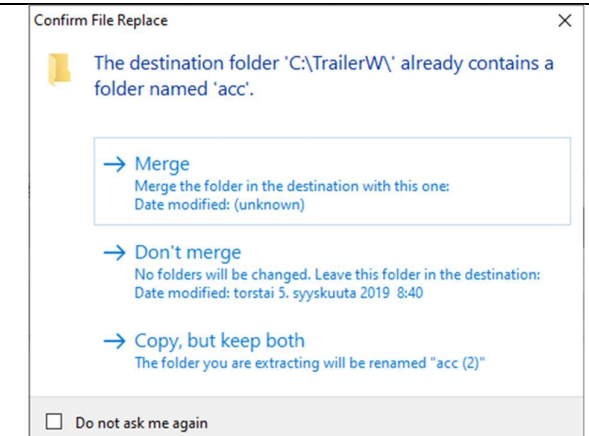 Confirm File Replace
The destination folder 'C:\TrailerW\' already contains a
folder named 'acc'.
Merge
Merge the folder in the destination with this one:
Date modified: (unknown)
Don't merge
No folders will be changed. Leave this folder in the destination:
Date modified: torstai 5. syyskuuta 2019 8:40
Copy, but keep both
The folder you are extracting will be renamed "acc (2)"
Do not ask me again